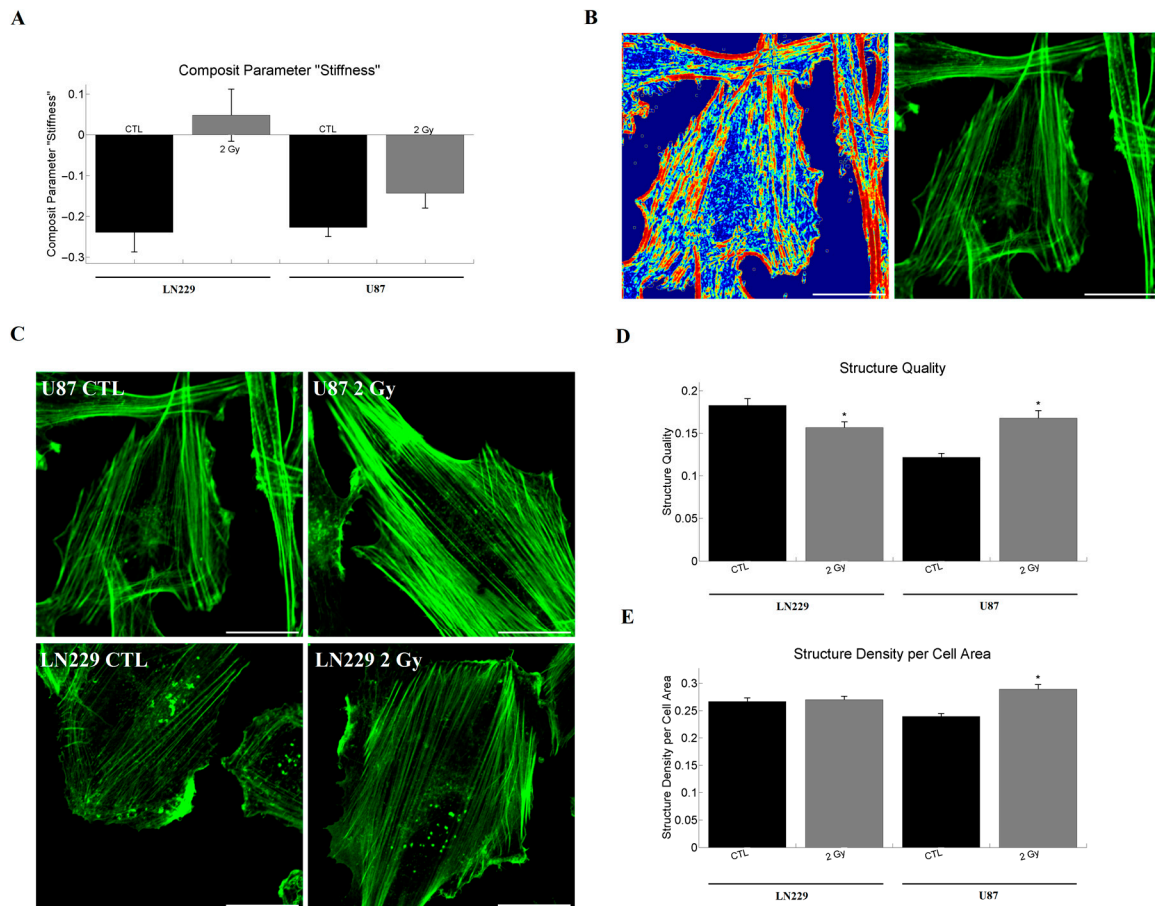 A
Composit Parameter "Stiffness"
Composit Parameter "Stiffness"
0.1
0
−0.1
−0.2
−0.3
CTL
2 Gy
CTL
2 Gy
LN229
U87
B
C
U87 CTL
U87 2 Gy
LN229 CTL
LN229 2 Gy
D
Structure Quality
Structure Quality
0.2
0.15
0.1
0.05
0
*
*
CTL
2 Gy
CTL
2 Gy
LN229
U87
E
Structure Density per Cell Area
Structure Density per Cell Area
0.3
0.25
0.2
0.15
0.1
0.05
0
*
CTL
2 Gy
CTL
2 Gy
LN229
U87